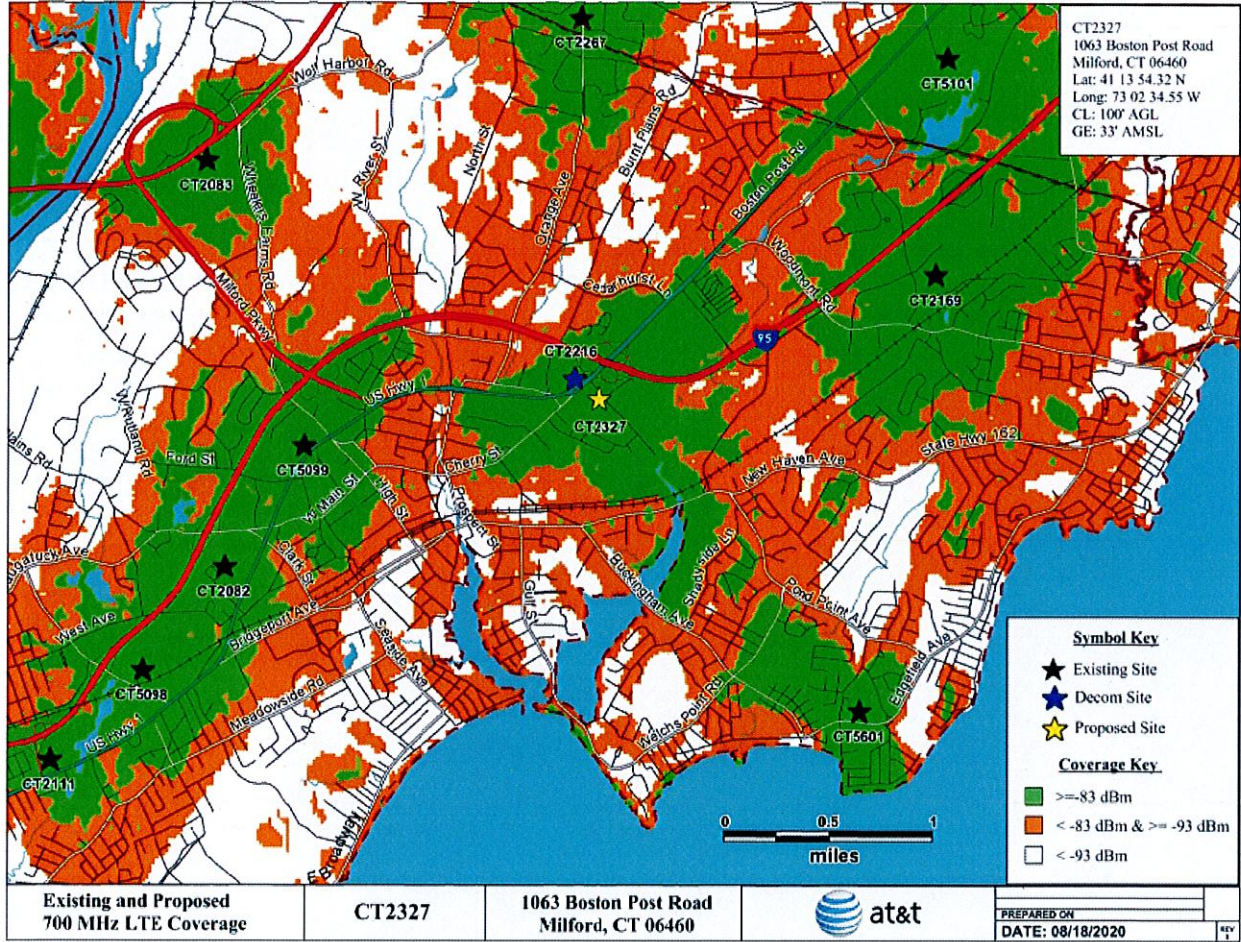 CT2327
1063 Boston Post Road
Milford, CT 06460
Lat: 41 13 54.32 N
Long: 73 02 34.55 W
CL: 100' AGL
GE: 33' AMSL
CT2267
CT5101
Wolf Harbor Rd
CT2083
Wheelers Farms Rd
W River St
North St
Orange Ave
Burnt Plains Rd
Boston Post Rd
Woodmont Rd
CT2169
Milford Pkwy
Cedarhurst Ln
95
CT2216
US Hwy 1
CT2327
W Rutland Rd
Ford St
CT5099
Cherry St
State Hwy 162
New Haven Ave
W Main St
High St
Prospect St
Clark St
CT2082
West Ave
Bridgeport Ave
Seaside Ave
Gulf St
Buckingham Ave
Shady Side Ln
Pond Point Ave
Edgefield Ave
CT5098
Meadowside Rd
Welchs Point Rd
CT5601
US Hwy 1
CT2111
E Broadway
0 0.5 1
miles
Symbol Key
Existing Site
Decom Site
Proposed Site
Coverage Key
>=-83 dBm
< -83 dBm & >= -93 dBm
< -93 dBm
Existing and Proposed
700 MHz LTE Coverage
CT2327
1063 Boston Post Road
Milford, CT 06460
at&t
PREPARED ON
DATE: 08/18/2020
REV